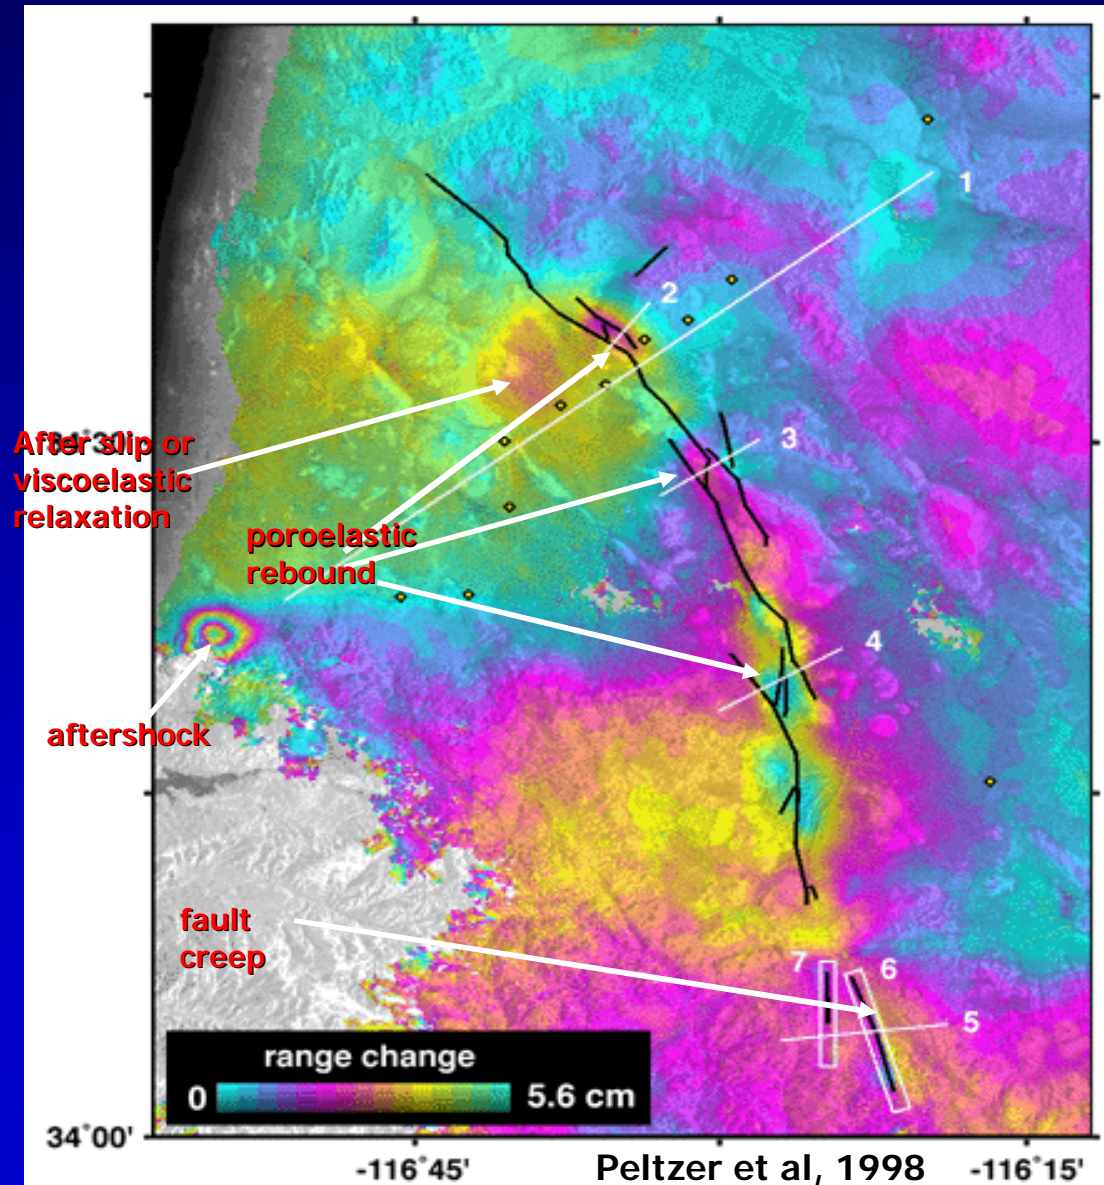 1
2
3
After slip or
viscoelastic
relaxation
poroelastic
rebound
4
aftershock
fault
creep
7
6
5
range change
0
5.6 cm
34°00'
-116°45'
Peltzer et al, 1998
-116°15'